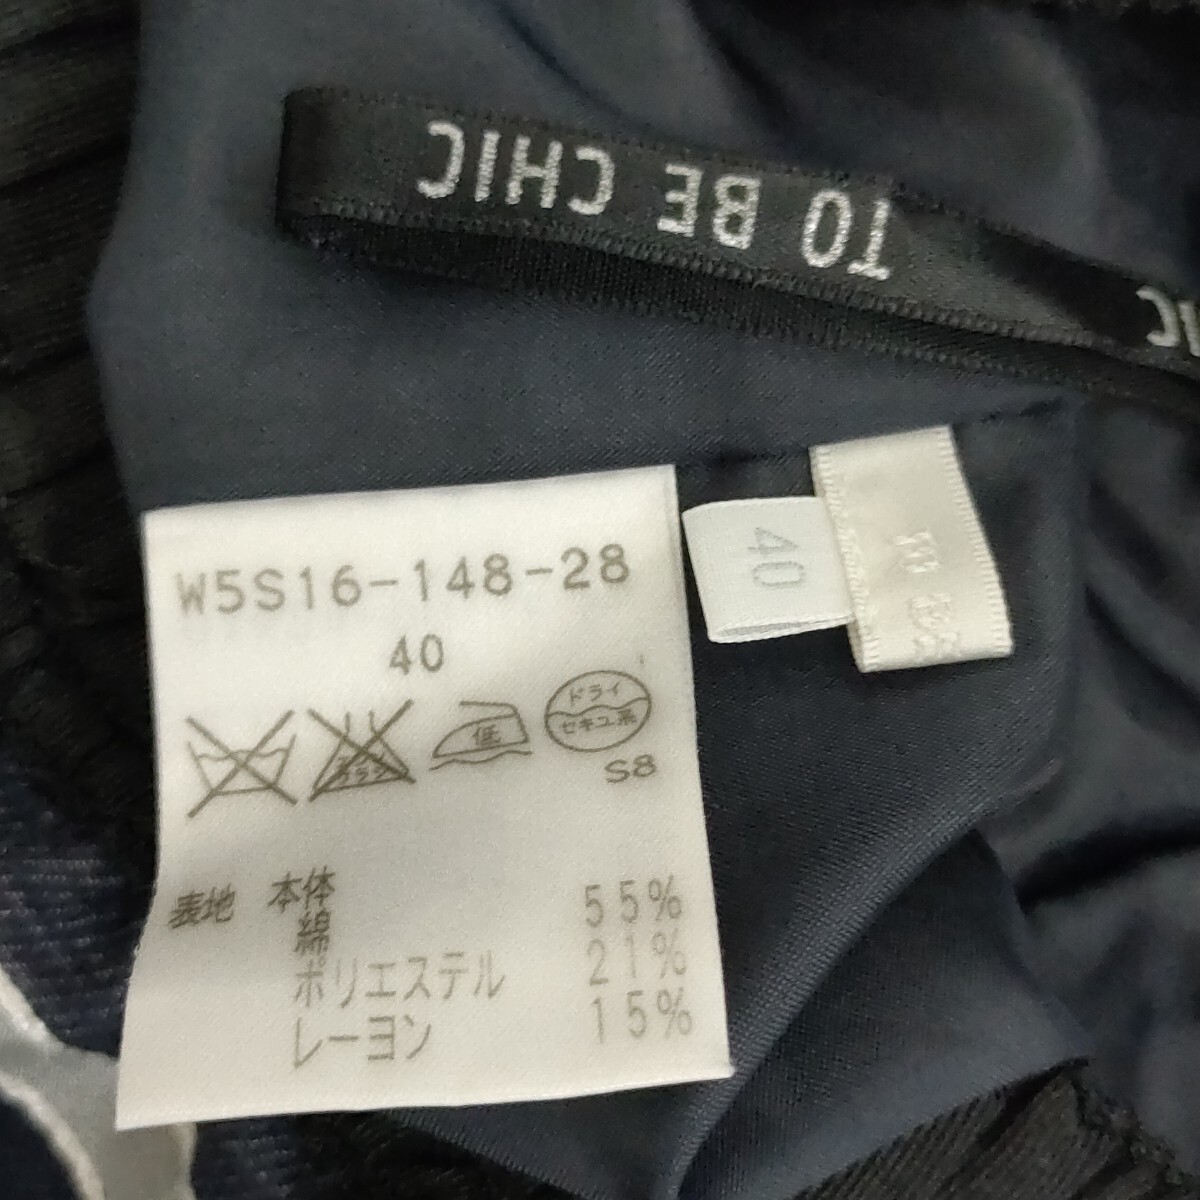 TO BE CHIC
IC
40
W5S16-148-28
40
低
ドライ
セキユ系
S8
表地 本体
綿 55%
ポリエステル 21%
レーヨン 15%